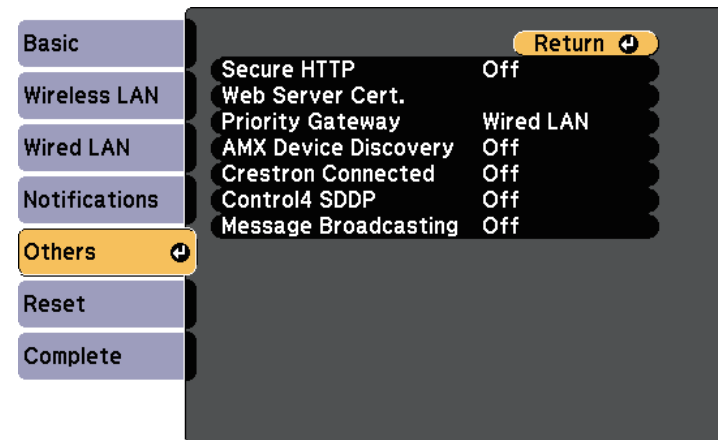 Basic
Wireless LAN
Wired LAN
Notifications
Others
Reset
Complete
Return
Secure HTTP Off
Web Server Cert.
Priority Gateway Wired LAN
AMX Device Discovery Off
Crestron Connected Off
Control4 SDDP Off
Message Broadcasting Off